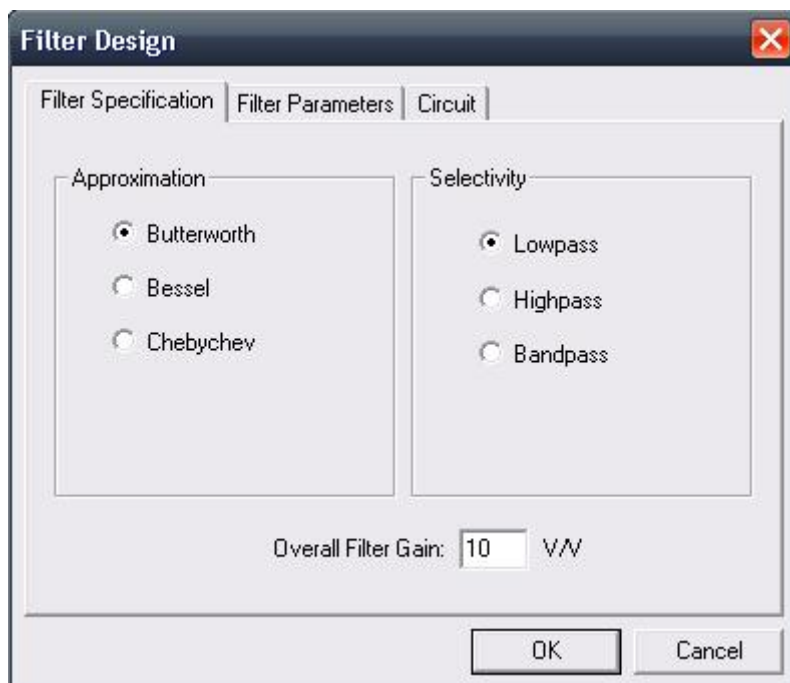 Filter Design
Filter Specification
Filter Parameters
Circuit
Approximation
Butterworth
Bessel
Chebychev
Selectivity
Lowpass
Highpass
Bandpass
Overall Filter Gain: 10 V/V
OK
Cancel